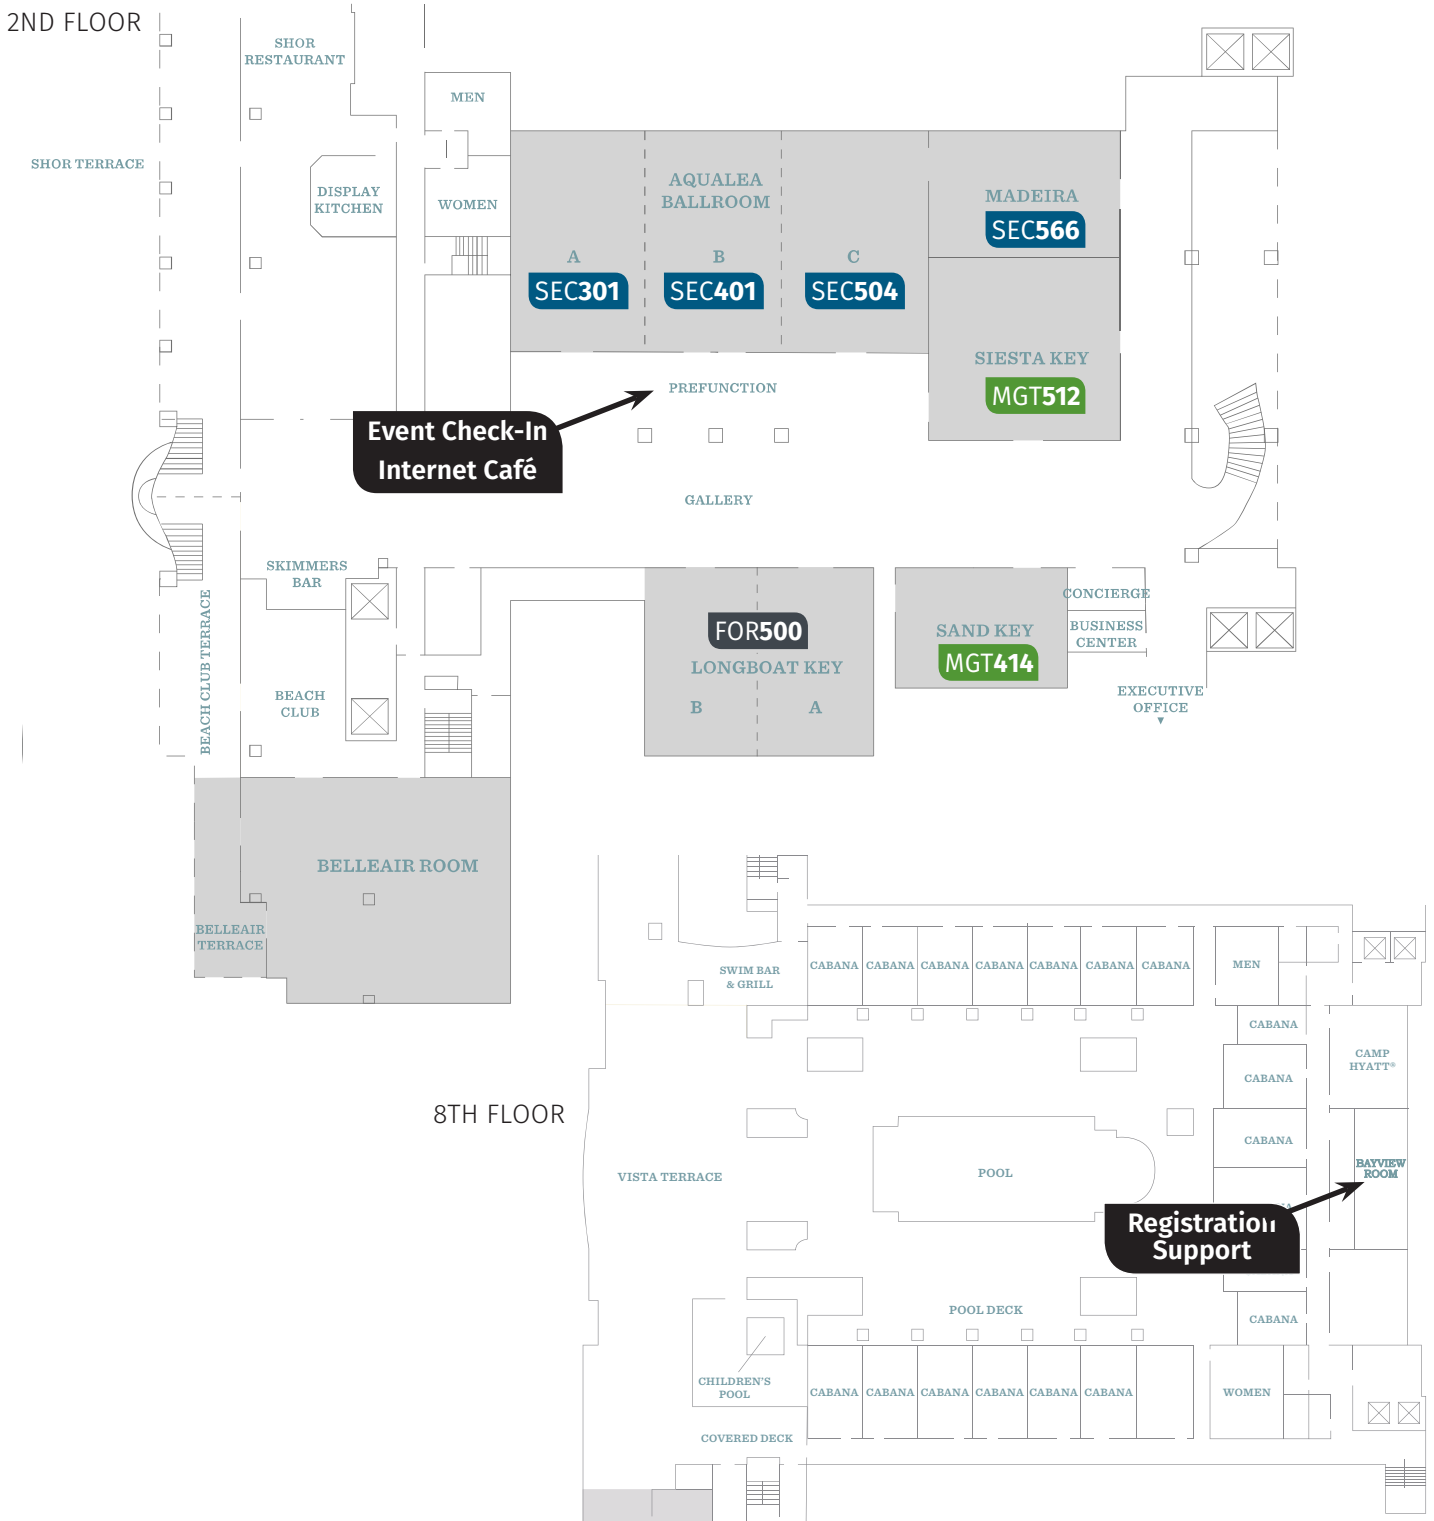 2ND FLOOR
SHOR
RESTAURANT
MEN
SHOR TERRACE
DISPLAY
KITCHEN
WOMEN
AQUALEA
BALLROOM
MADEIRA
SEC566
A
B
C
SEC301
SEC401
SEC504
SIESTA KEY
MGT512
PREFUNCTION
Event Check-In
Internet Café
GALLERY
SKIMMERS
BAR
BEACH CLUB TERRACE
BEACH
CLUB
FOR500
LONGBOAT KEY
B
A
SAND KEY
MGT414
CONCIERGE
BUSINESS
CENTER
EXECUTIVE
OFFICE
BELLEAIR ROOM
BELLEAIR
TERRACE
8TH FLOOR
SWIM BAR
& GRILL
CABANA
CABANA
CABANA
CABANA
CABANA
CABANA
CABANA
MEN
CABANA
CAMP
HYATT®
CABANA
CABANA
BAYVIEW
ROOM
VISTA TERRACE
POOL
Registration
Support
POOL DECK
CABANA
CHILDREN'S
POOL
CABANA
CABANA
CABANA
CABANA
CABANA
CABANA
WOMEN
COVERED DECK